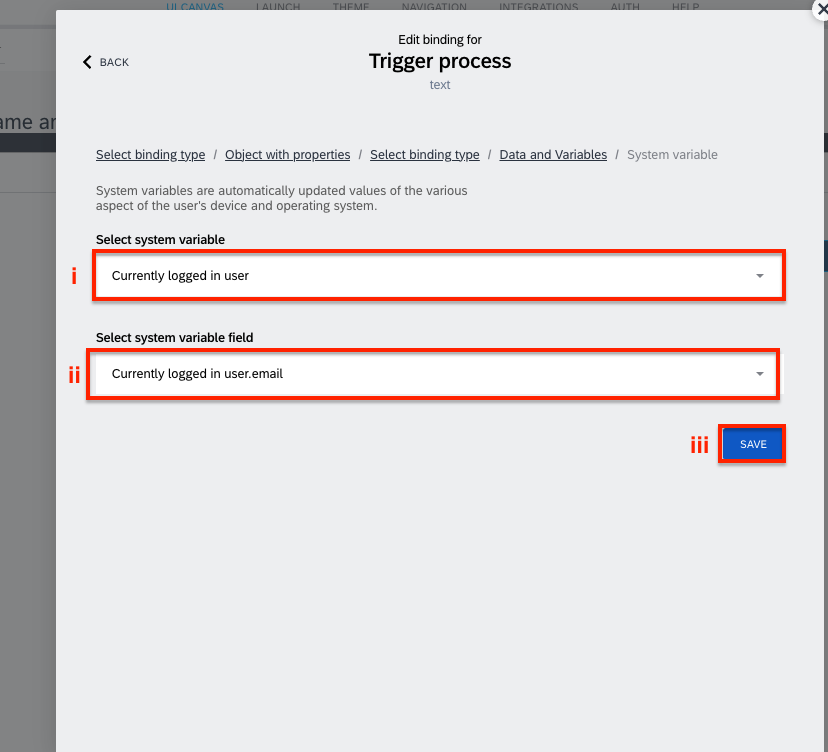 UI CANVAS LAUNCH THEME NAVIGATION INTEGRATIONS AUTH HELP
BACK
Edit binding for
Trigger process
text
ame ar
Select binding type / Object with properties / Select binding type / Data and Variables / System variable
System variables are automatically updated values of the various
aspect of the user's device and operating system.
Select system variable
i Currently logged in user
Select system variable field
ii Currently logged in user.email
iii SAVE